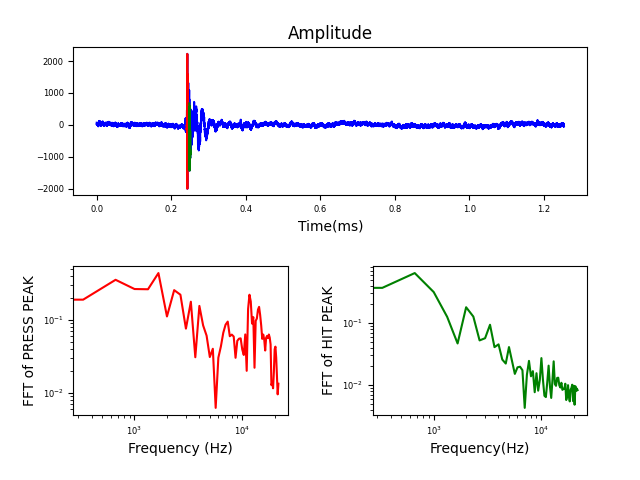 Amplitude
2000
1000
0
−1000
−2000
0.0 0.2 0.4 0.6 0.8 1.0 1.2
Time(ms)
FFT of PRESS PEAK
10⁻¹
10⁻²
10³ 10⁴
Frequency (Hz)
FFT of HIT PEAK
10⁻¹
10⁻²
10³ 10⁴
Frequency(Hz)